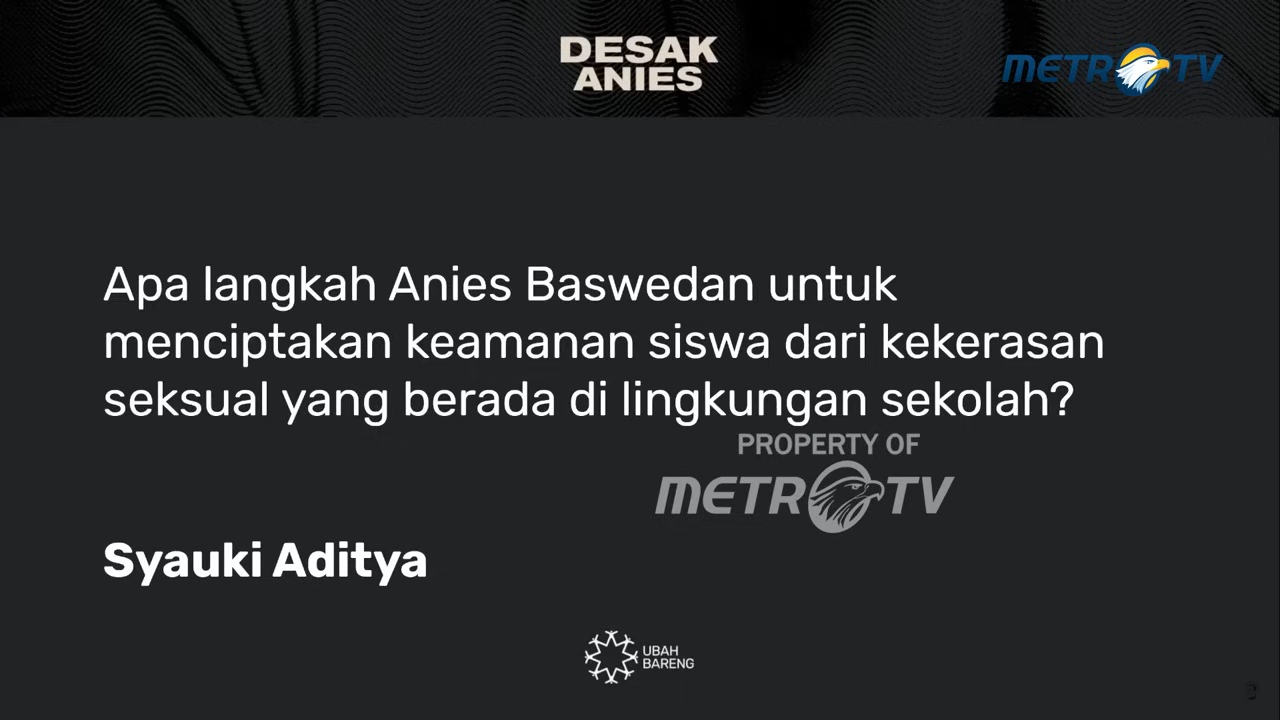 DESAK
ANIES
METRO TV
Apa langkah Anies Baswedan untuk
menciptakan keamanan siswa dari kekerasan
seksual yang berada di lingkungan sekolah?
PROPERTY OF
METRO TV
Syauki Aditya
UBAH
BARENG